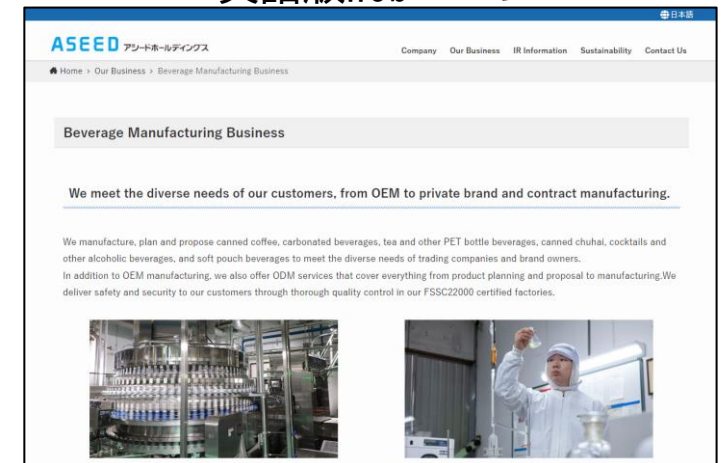 日本語
ASEED アシードホールディングス
Company Our Business IR Information Sustainability Contact Us
Home > Our Business > Beverage Manufacturing Business
Beverage Manufacturing Business
We meet the diverse needs of our customers, from OEM to private brand and contract manufacturing.
We manufacture, plan and propose canned coffee, carbonated beverages, tea and other PET bottle beverages, canned chuhai, cocktails and
other alcoholic beverages, and soft pouch beverages to meet the diverse needs of trading companies and brand owners.
In addition to OEM manufacturing, we also offer ODM services that cover everything from product planning and proposal to manufacturing.We
deliver safety and security to our customers through thorough quality control in our FSSC22000 certified factories.